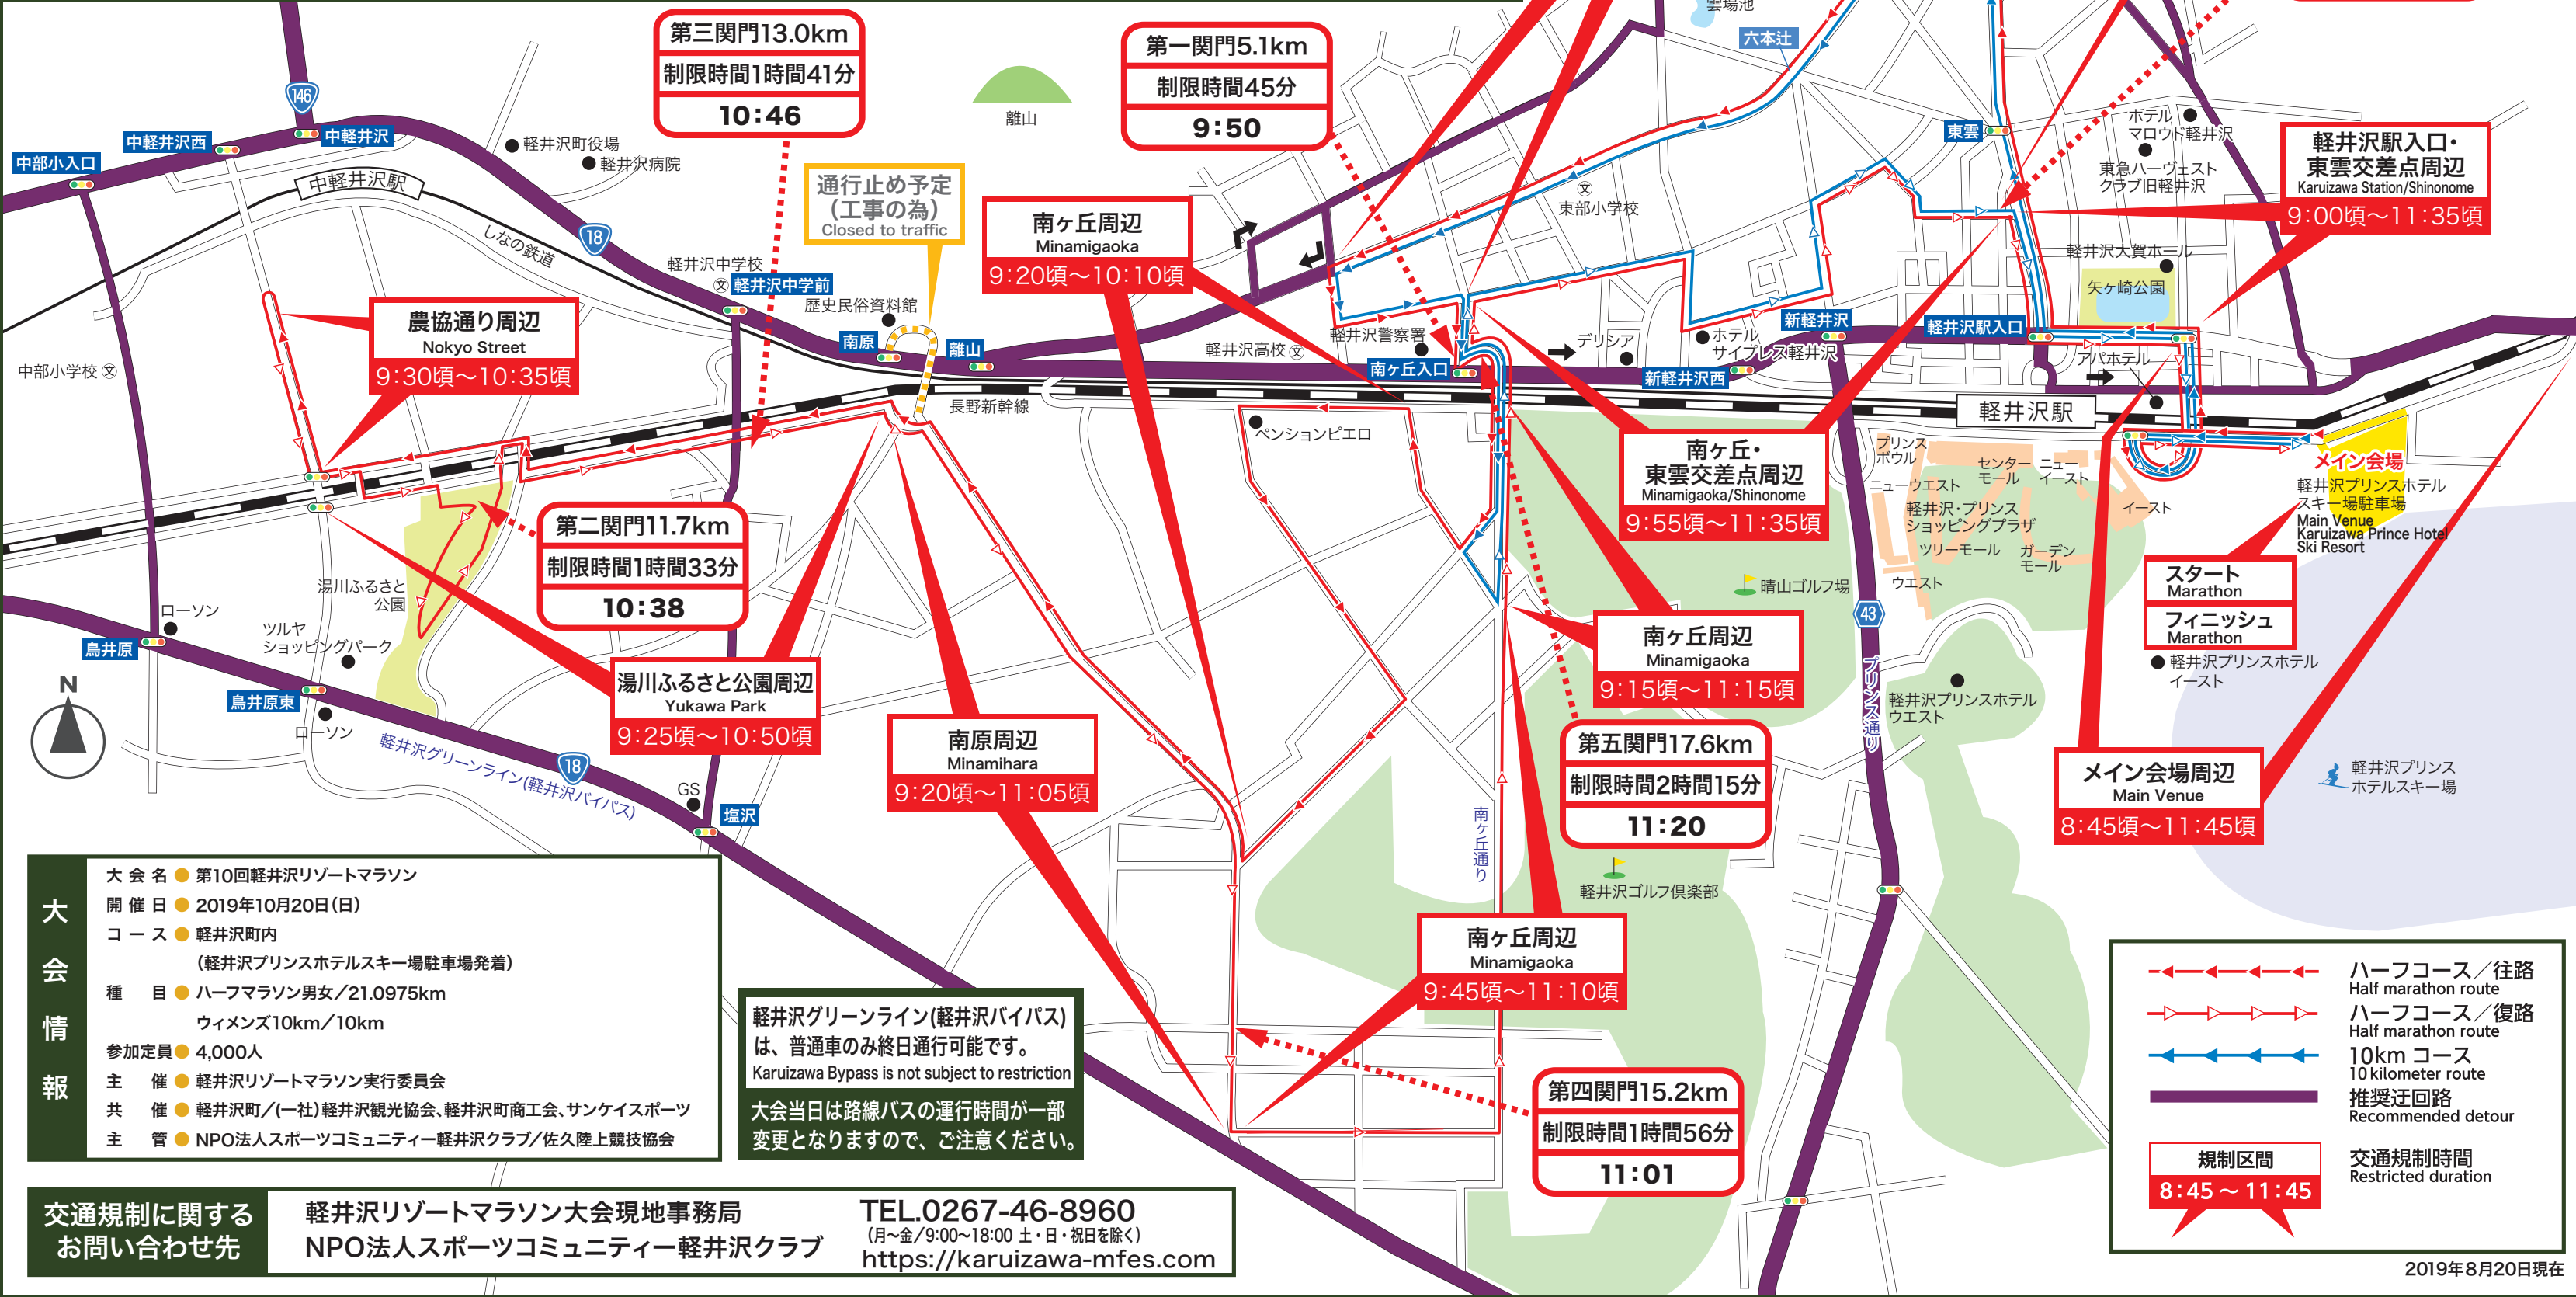 第三関門13.0km
制限時間1時間41分
10:46
第一関門5.1km
制限時間45分
9:50
雲場池
六本辻
離山
146
中軽井沢西
中軽井沢
中部小入口
中軽井沢駅
軽井沢町役場
軽井沢病院
通行止め予定
(工事の為)
Closed to traffic
東雲
ホテル
マロウド軽井沢
東急ハーヴェスト
クラブ旧軽井沢
軽井沢駅入口・
東雲交差点周辺
Karuizawa Station/Shinonome
9:00頃〜11:35頃
南ヶ丘周辺
Minamigaoka
9:20頃〜10:10頃
文
東部小学校
しなの鉄道
18
軽井沢中学校
文
軽井沢中学前
歴史民俗資料館
軽井沢大賀ホール
矢ヶ崎公園
農協通り周辺
Nokyo Street
9:30頃〜10:35頃
中部小学校 文
南原
離山
軽井沢高校 文
軽井沢警察署
南ヶ丘入口
デリシア
ホテル
サイプレス軽井沢
新軽井沢
新軽井沢西
軽井沢駅入口
アパホテル
長野新幹線
軽井沢駅
ペンションピエロ
南ヶ丘・
東雲交差点周辺
Minamigaoka/Shinonome
9:55頃〜11:35頃
プリンス
ボウル
ニューウエスト
センター
モール
ニュー
イースト
軽井沢・プリンス
ショッピングプラザ
イースト
ツリーモール
ガーデン
モール
ウエスト
メイン会場
軽井沢プリンスホテル
スキー場駐車場
Main Venue
Karuizawa Prince Hotel
Ski Resort
スタート
Marathon
フィニッシュ
Marathon
軽井沢プリンスホテル
イースト
第二関門11.7km
制限時間1時間33分
10:38
湯川ふるさと
公園
ローソン
鳥井原
ツルヤ
ショッピングパーク
鳥井原東
ローソン
N
湯川ふるさと公園周辺
Yukawa Park
9:25頃〜10:50頃
南原周辺
Minamihara
9:20頃〜11:05頃
晴山ゴルフ場
43
プリンス通り
南ヶ丘周辺
Minamigaoka
9:15頃〜11:15頃
軽井沢プリンスホテル
ウエスト
第五関門17.6km
制限時間2時間15分
11:20
メイン会場周辺
Main Venue
8:45頃〜11:45頃
軽井沢プリンス
ホテルスキー場
軽井沢グリーンライン(軽井沢バイパス)
18
GS
塩沢
南ヶ丘通り
軽井沢ゴルフ倶楽部
南ヶ丘周辺
Minamigaoka
9:45頃〜11:10頃
第四関門15.2km
制限時間1時間56分
11:01
大会情報
大会名 ● 第10回軽井沢リゾートマラソン
開催日 ● 2019年10月20日(日)
コース ● 軽井沢町内
(軽井沢プリンスホテルスキー場駐車場発着)
種目 ● ハーフマラソン男女/21.0975km
ウィメンズ10km/10km
参加定員 ● 4,000人
主催 ● 軽井沢リゾートマラソン実行委員会
共催 ● 軽井沢町/(一社)軽井沢観光協会、軽井沢町商工会、サンケイスポーツ
主管 ● NPO法人スポーツコミュニティー軽井沢クラブ/佐久陸上競技協会
軽井沢グリーンライン(軽井沢バイパス)
は、普通車のみ終日通行可能です。
Karuizawa Bypass is not subject to restriction
大会当日は路線バスの運行時間が一部
変更となりますので、ご注意ください。
交通規制に関する
お問い合わせ先
軽井沢リゾートマラソン大会現地事務局
NPO法人スポーツコミュニティー軽井沢クラブ
TEL.0267-46-8960
(月〜金/9:00〜18:00 土・日・祝日を除く)
https://karuizawa-mfes.com
ハーフコース/往路
Half marathon route
ハーフコース/復路
Half marathon route
10km コース
10 kilometer route
推奨迂回路
Recommended detour
規制区間
8:45 〜 11:45
交通規制時間
Restricted duration
2019年8月20日現在